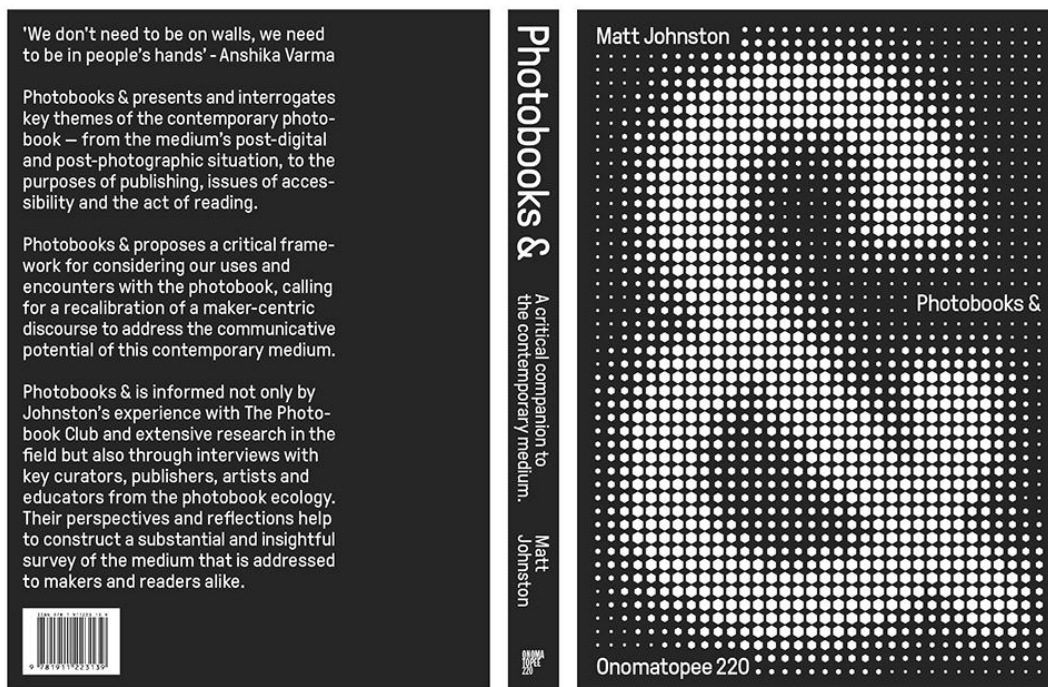 'We don't need to be on walls, we need
to be in people's hands' - Anshika Varma
Photobooks & presents and interrogates
key themes of the contemporary photo-
book — from the medium's post-digital
and post-photographic situation, to the
purposes of publishing, issues of acces-
sibility and the act of reading.
Photobooks & proposes a critical frame-
work for considering our uses and
encounters with the photobook, calling
for a recalibration of a maker-centric
discourse to address the communicative
potential of this contemporary medium.
Photobooks & is informed not only by
Johnston's experience with The Photo-
book Club and extensive research in the
field but also through interviews with
key curators, publishers, artists and
educators from the photobook ecology.
Their perspectives and reflections help
to construct a substantial and insightful
survey of the medium that is addressed
to makers and readers alike.
9 781911 223139
Photobooks &
A critical companion to
the contemporary medium.
Matt
Johnston
ONOMA
TOPEE
220
Matt Johnston
Photobooks &
Onomatopee 220